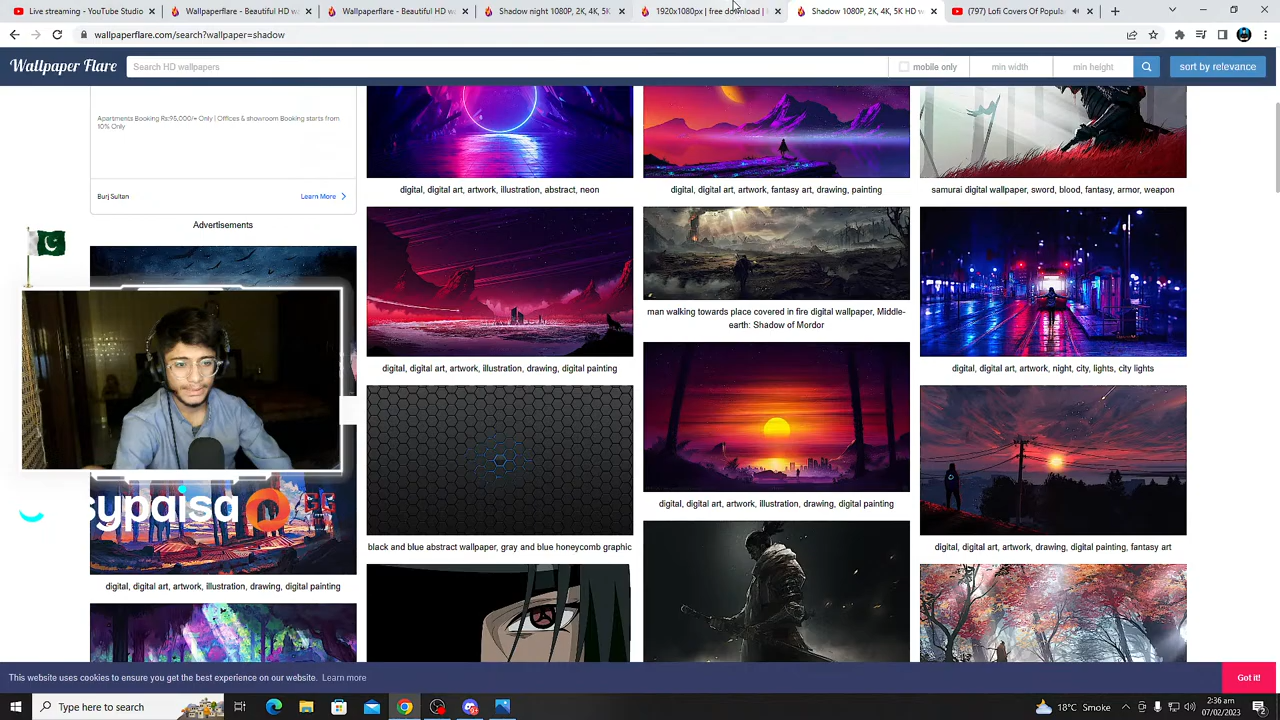 Live streaming - YouTube Studio
Wallpaperflare - Beautiful HD w
Wallpaperflare - Beautiful HD w
Shadow night 1080P, 2K, 4K, 5K
1920x1080px | free download |
Shadow 1080P, 2K, 4K, 5K HD w
(797) Lofi Covers Of Popula
wallpaperflare.com/search?wallpaper=shadow
Wallpaper Flare
Search HD wallpapers
mobile only
min width
min height
sort by relevance
Apartments Booking Rs:95,000/= Only | Offices & showroom Booking starts from
10% Only
Burj Sultan
Learn More
Advertisements
digital, digital art, artwork, illustration, abstract, neon
digital, digital art, artwork, fantasy art, drawing, painting
samurai digital wallpaper, sword, blood, fantasy, armor, weapon
digital, digital art, artwork, illustration, drawing, digital painting
man walking towards place covered in fire digital wallpaper, Middle-
earth: Shadow of Mordor
digital, digital art, artwork, night, city, lights, city lights
digital, digital art, artwork, illustration, drawing, digital painting
black and blue abstract wallpaper, gray and blue honeycomb graphic
digital, digital art, artwork, drawing, digital painting, fantasy art
sypaisa
digital, digital art, artwork, illustration, drawing, digital painting
This website uses cookies to ensure you get the best experience on our website. Learn more
Got it!
Type here to search
18°C Smoke
2:36 am
07/02/2023
2